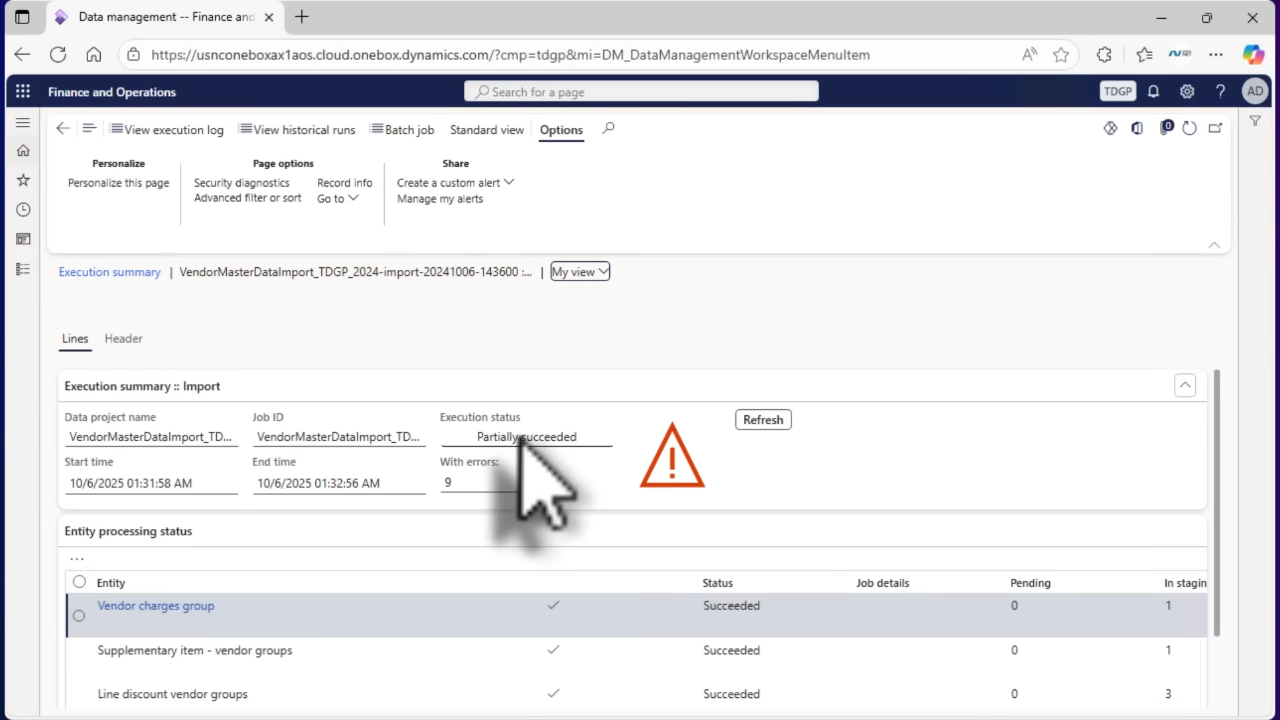 Data management -- Finance and
https://usnconeboxax1aos.cloud.onebox.dynamics.com/?cmp=tdgp&mi=DM_DataManagementWorkspaceMenuItem
Finance and Operations
Search for a page
TDGP
AD
View execution log
View historical runs
Batch job
Standard view
Options
0
Personalize
Page options
Share
Personalize this page
Security diagnostics
Record info
Create a custom alert
Advanced filter or sort
Go to
Manage my alerts
Execution summary | VendorMasterDataImport_TDGP_2024-import-20241006-143600 :... | My view
Lines
Header
Execution summary :: Import
Data project name
Job ID
Execution status
Refresh
VendorMasterDataImport_TD...
VendorMasterDataImport_TD...
Partially succeeded
Start time
End time
With errors:
10/6/2025 01:31:58 AM
10/6/2025 01:32:56 AM
9
Entity processing status
...
Entity
Status
Job details
Pending
In stagin
Vendor charges group
Succeeded
0
1
Supplementary item - vendor groups
Succeeded
0
1
Line discount vendor groups
Succeeded
0
3